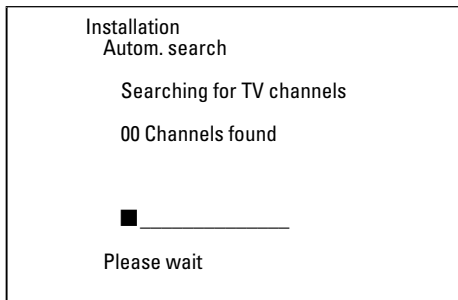 Installation
Autom. search
Searching for TV channels
00 Channels found
Please wait